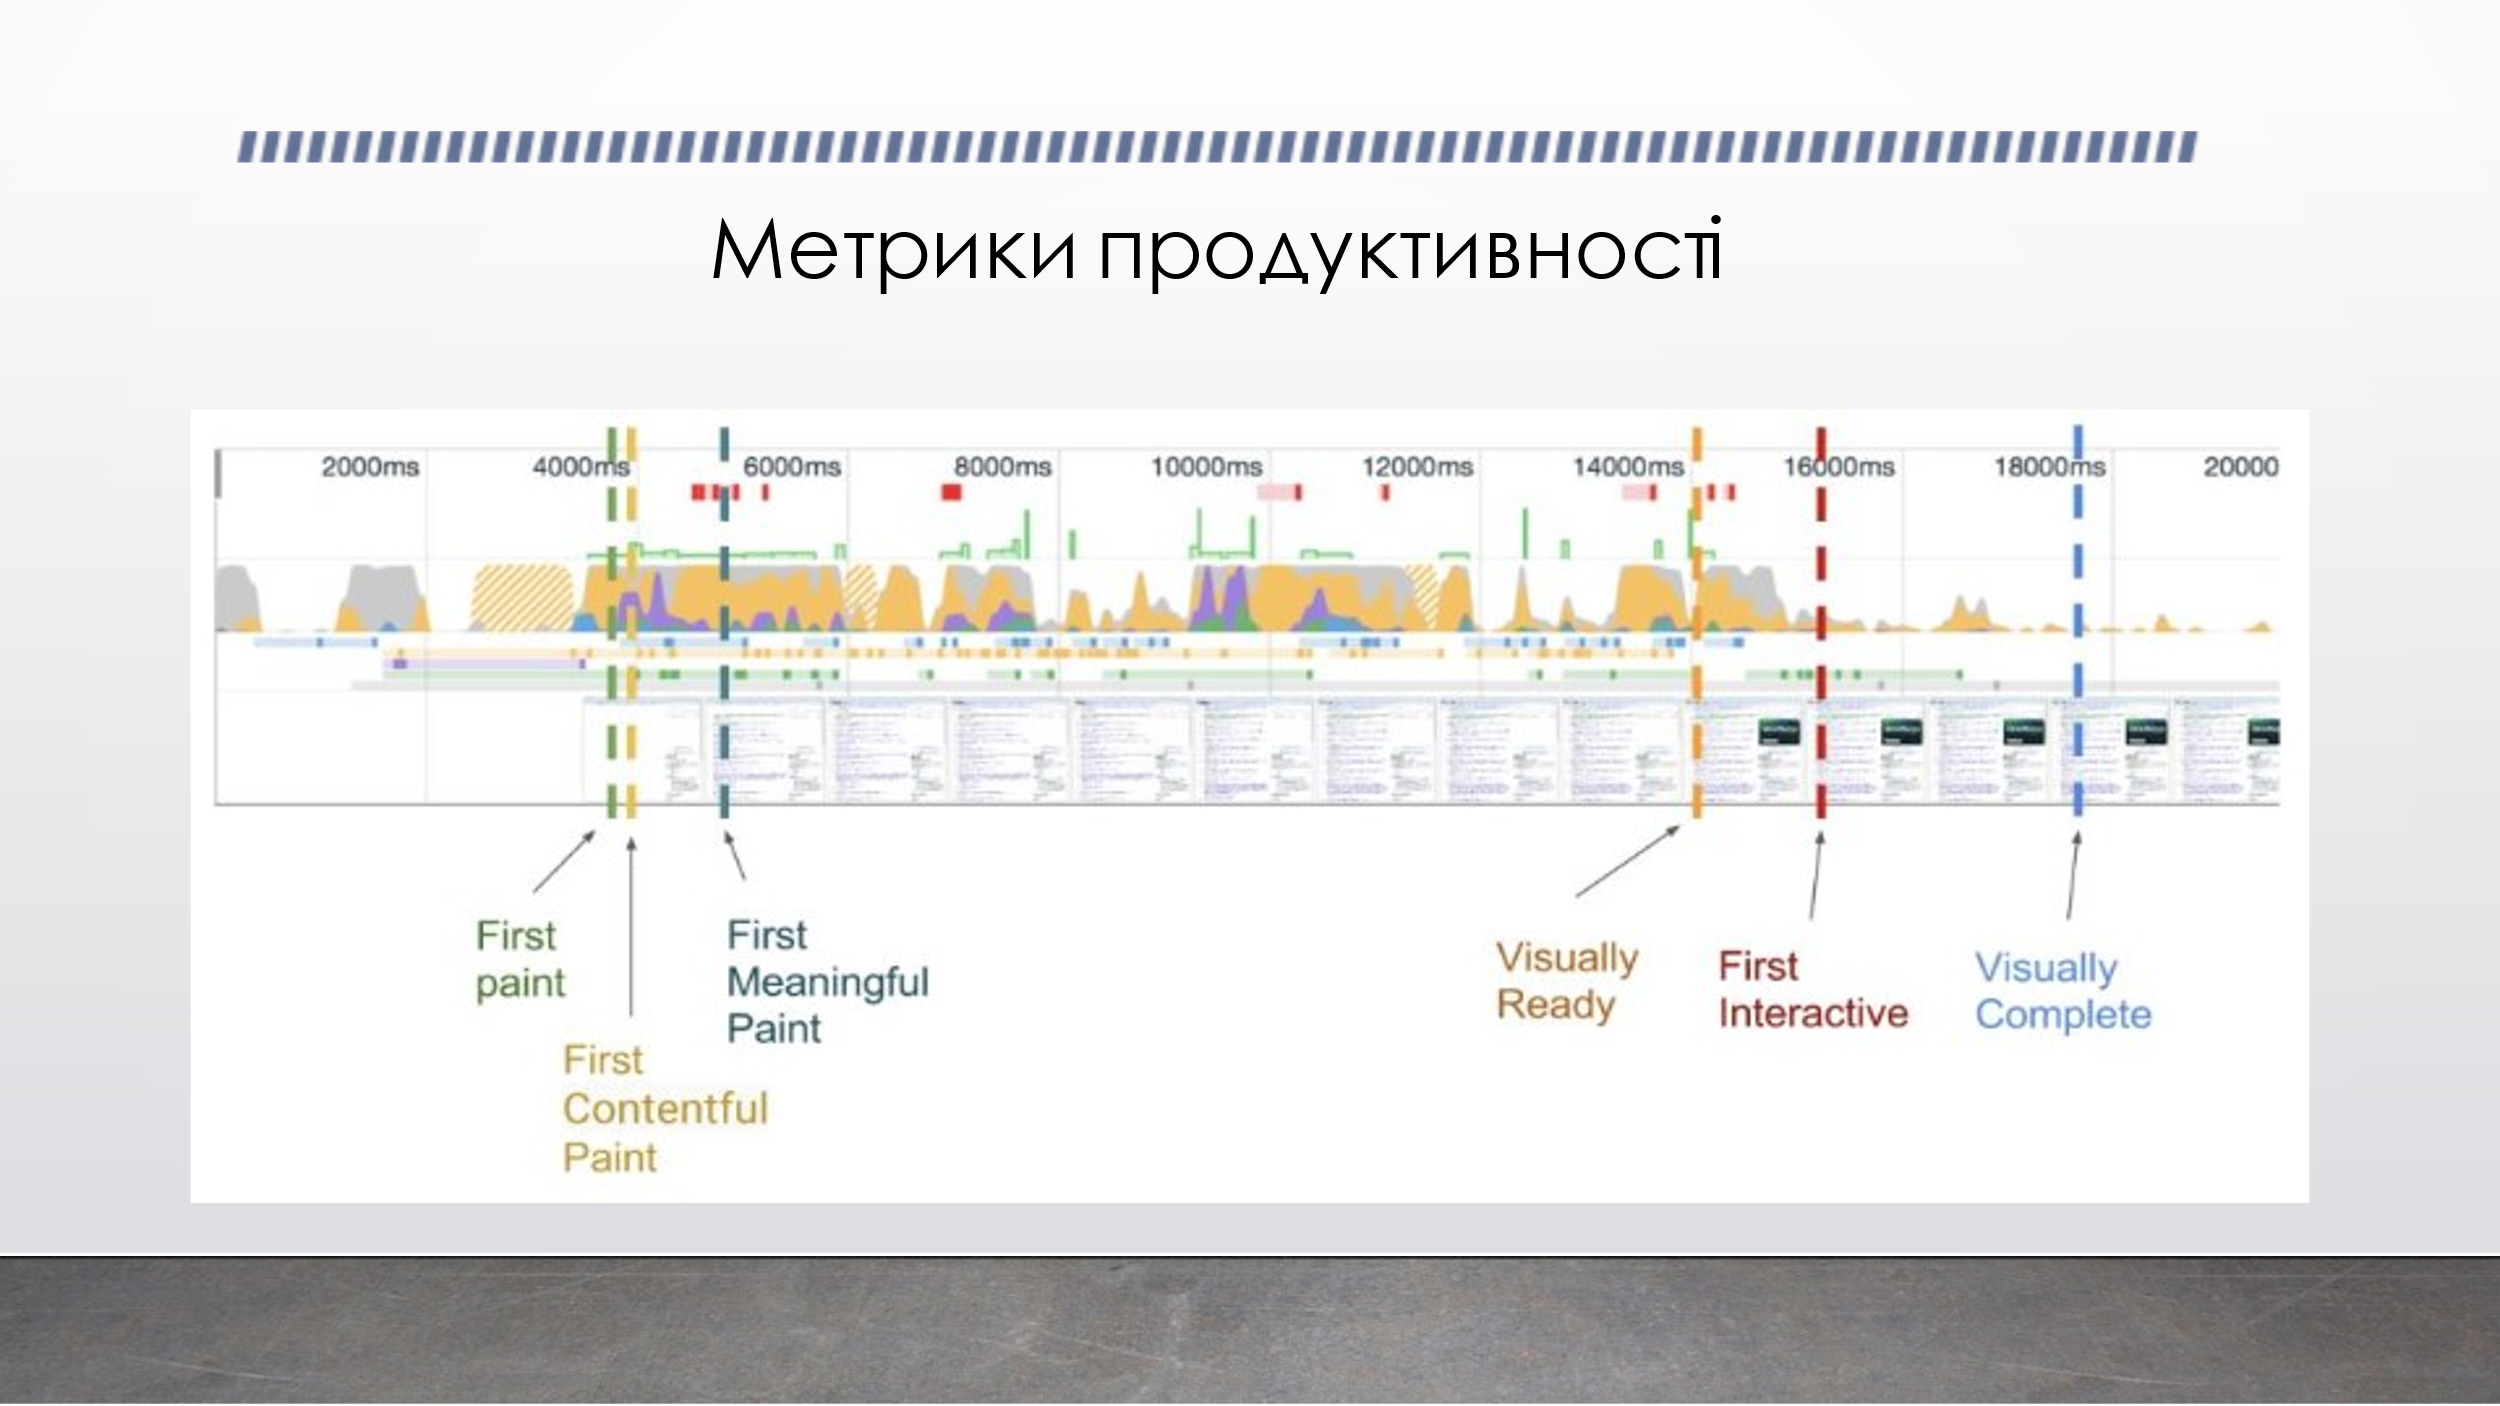 Метрики продуктивності
2000ms 4000ms 6000ms 8000ms 10000ms 12000ms 14000ms 16000ms 18000ms 20000
First
paint
First
Contentful
Paint
First
Meaningful
Paint
Visually
Ready
First
Interactive
Visually
Complete